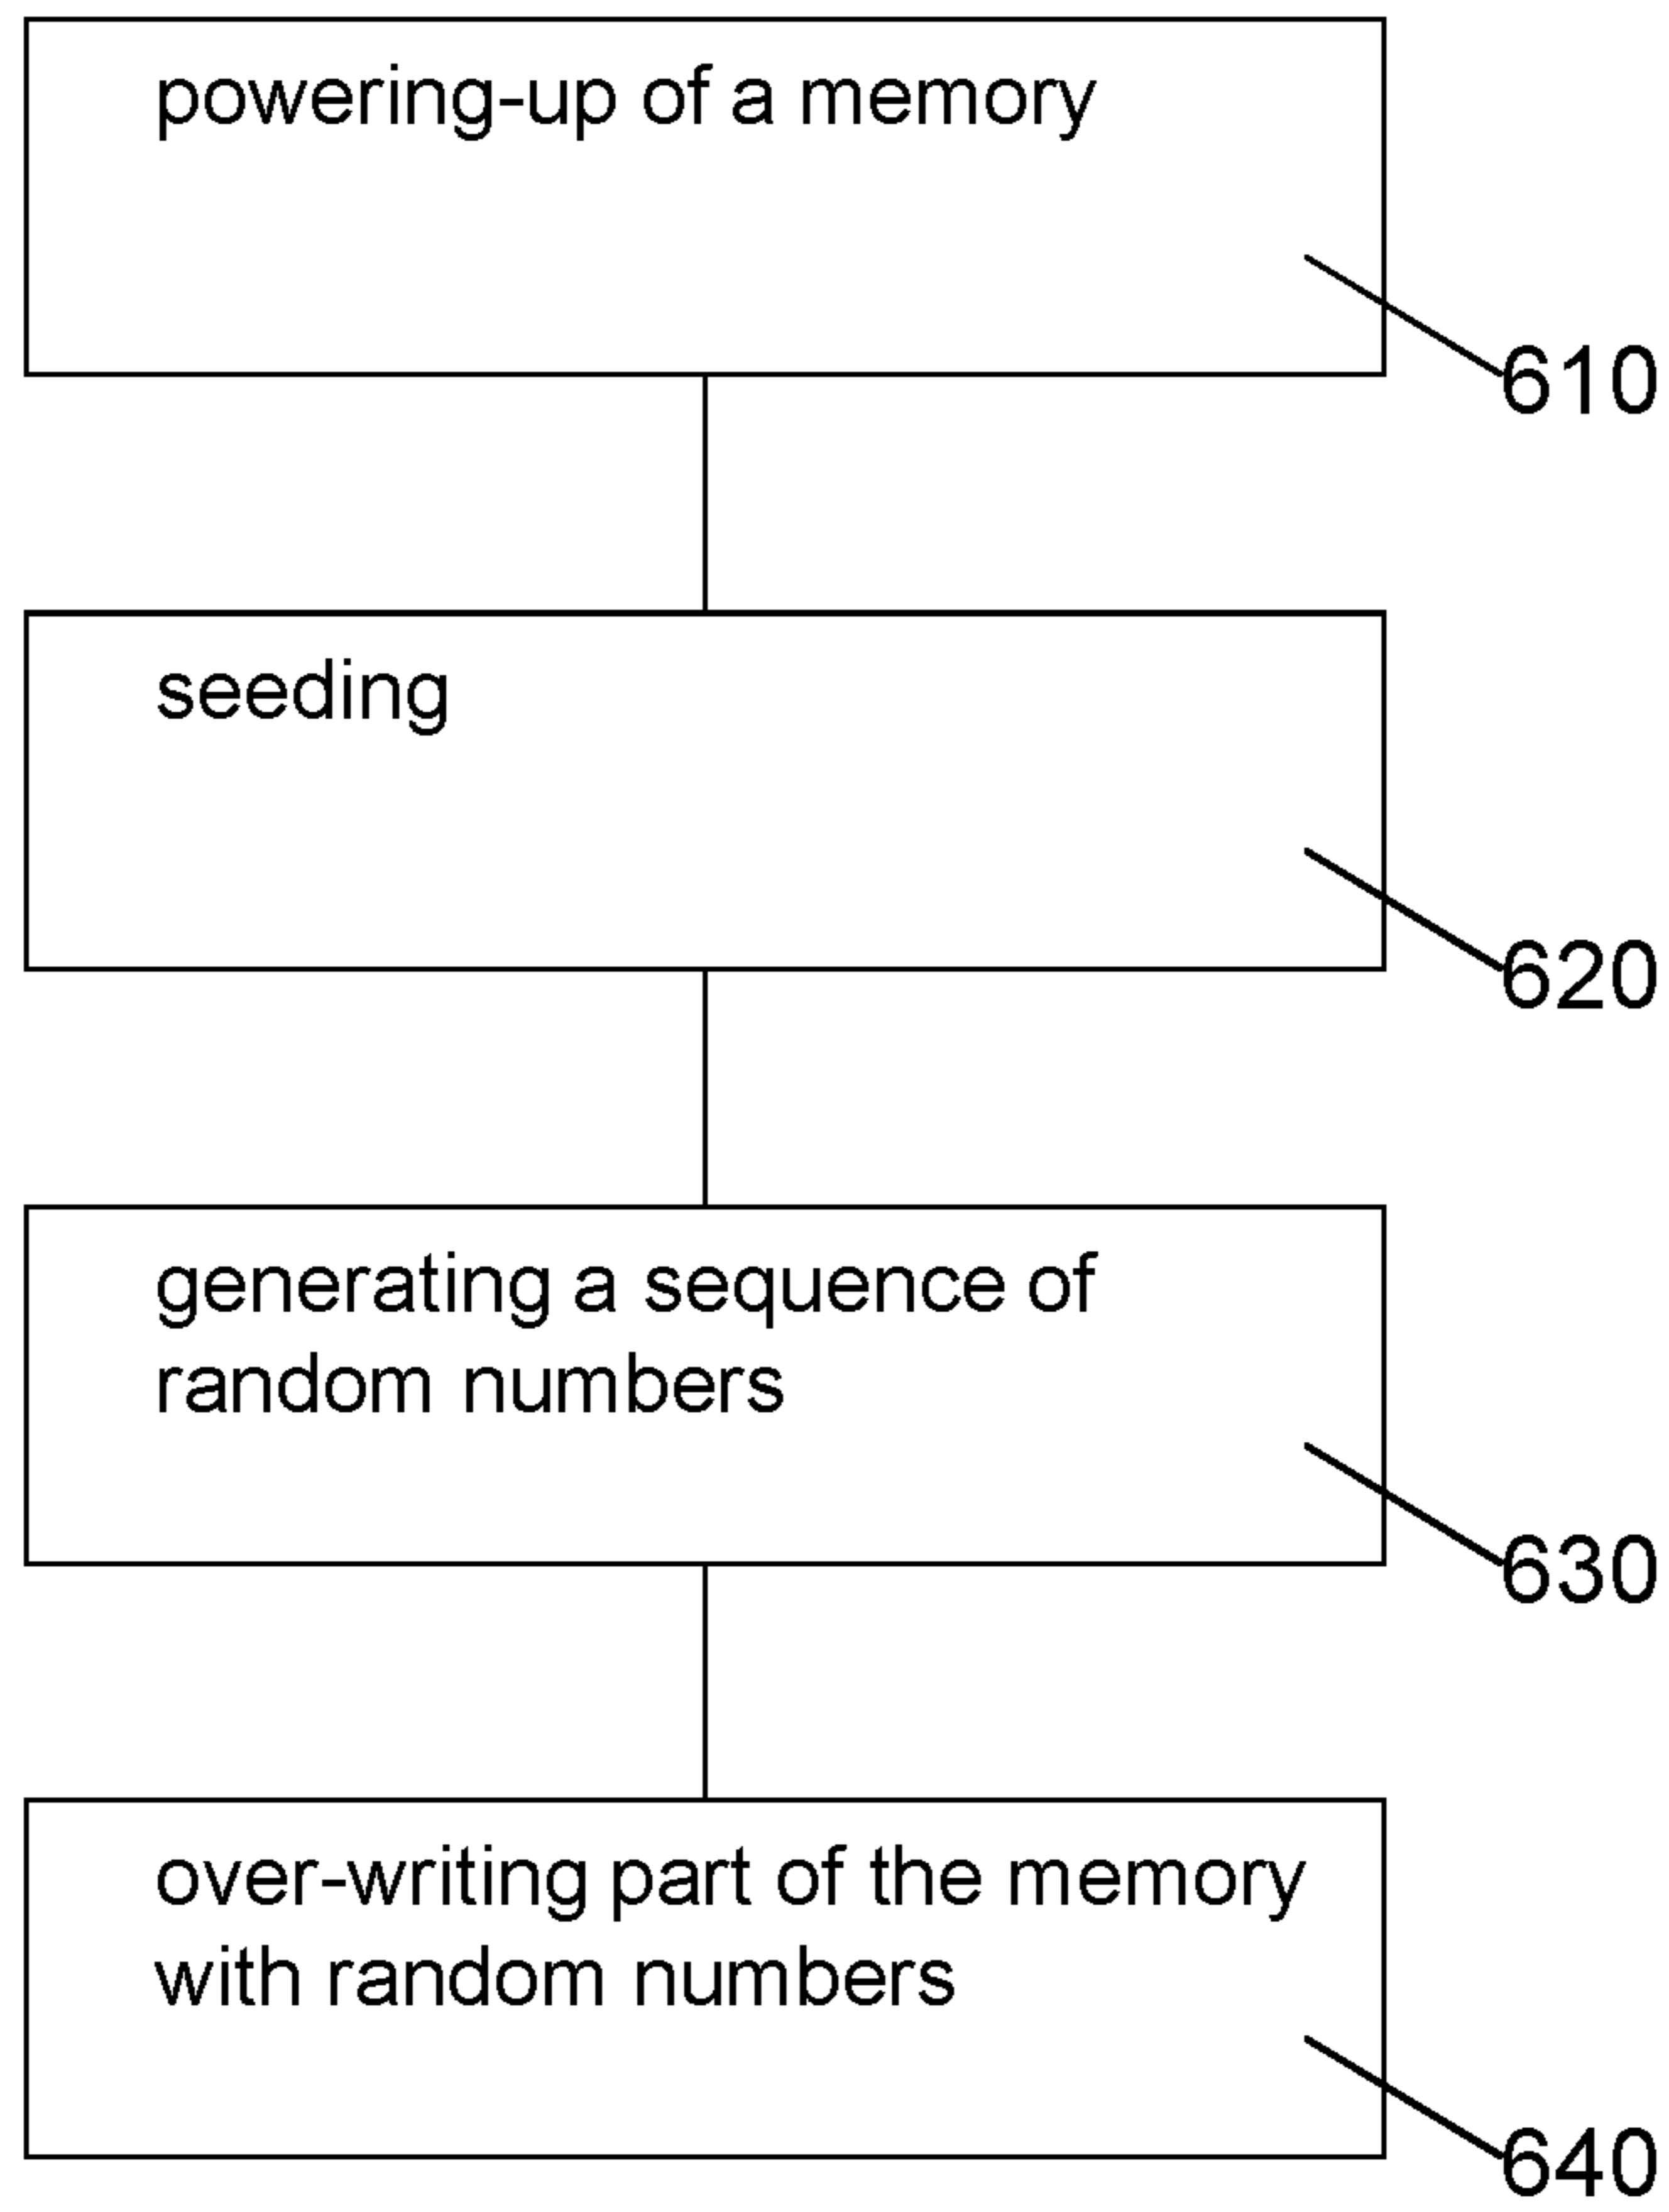 powering-up of a memory
610
seeding
620
generating a sequence of
random numbers
630
over-writing part of the memory
with random numbers
640